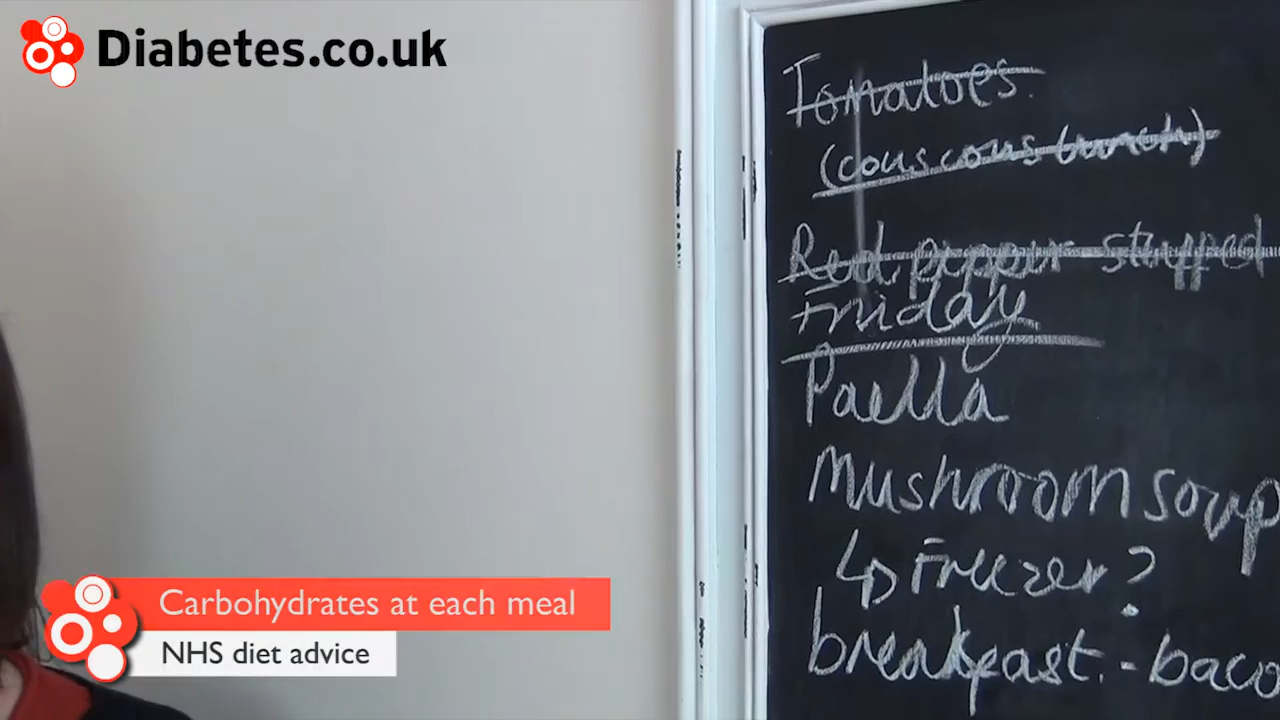 Diabetes.co.uk
Tomatoes.
(couscous lunch)
Red pepper stuffed
Friday
Paella
Mushroom soup
↳ Freezer?
breakfast. - baco
Carbohydrates at each meal
NHS diet advice